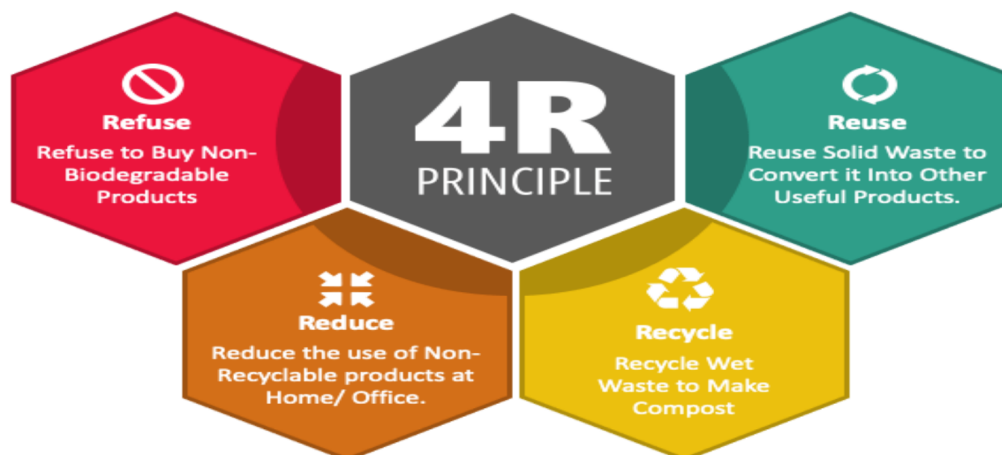 4R
PRINCIPLE
Refuse
Refuse to Buy Non-
Biodegradable
Products
Reuse
Reuse Solid Waste to
Convert it Into Other
Useful Products.
Reduce
Reduce the use of Non-
Recyclable products at
Home/ Office.
Recycle
Recycle Wet
Waste to Make
Compost